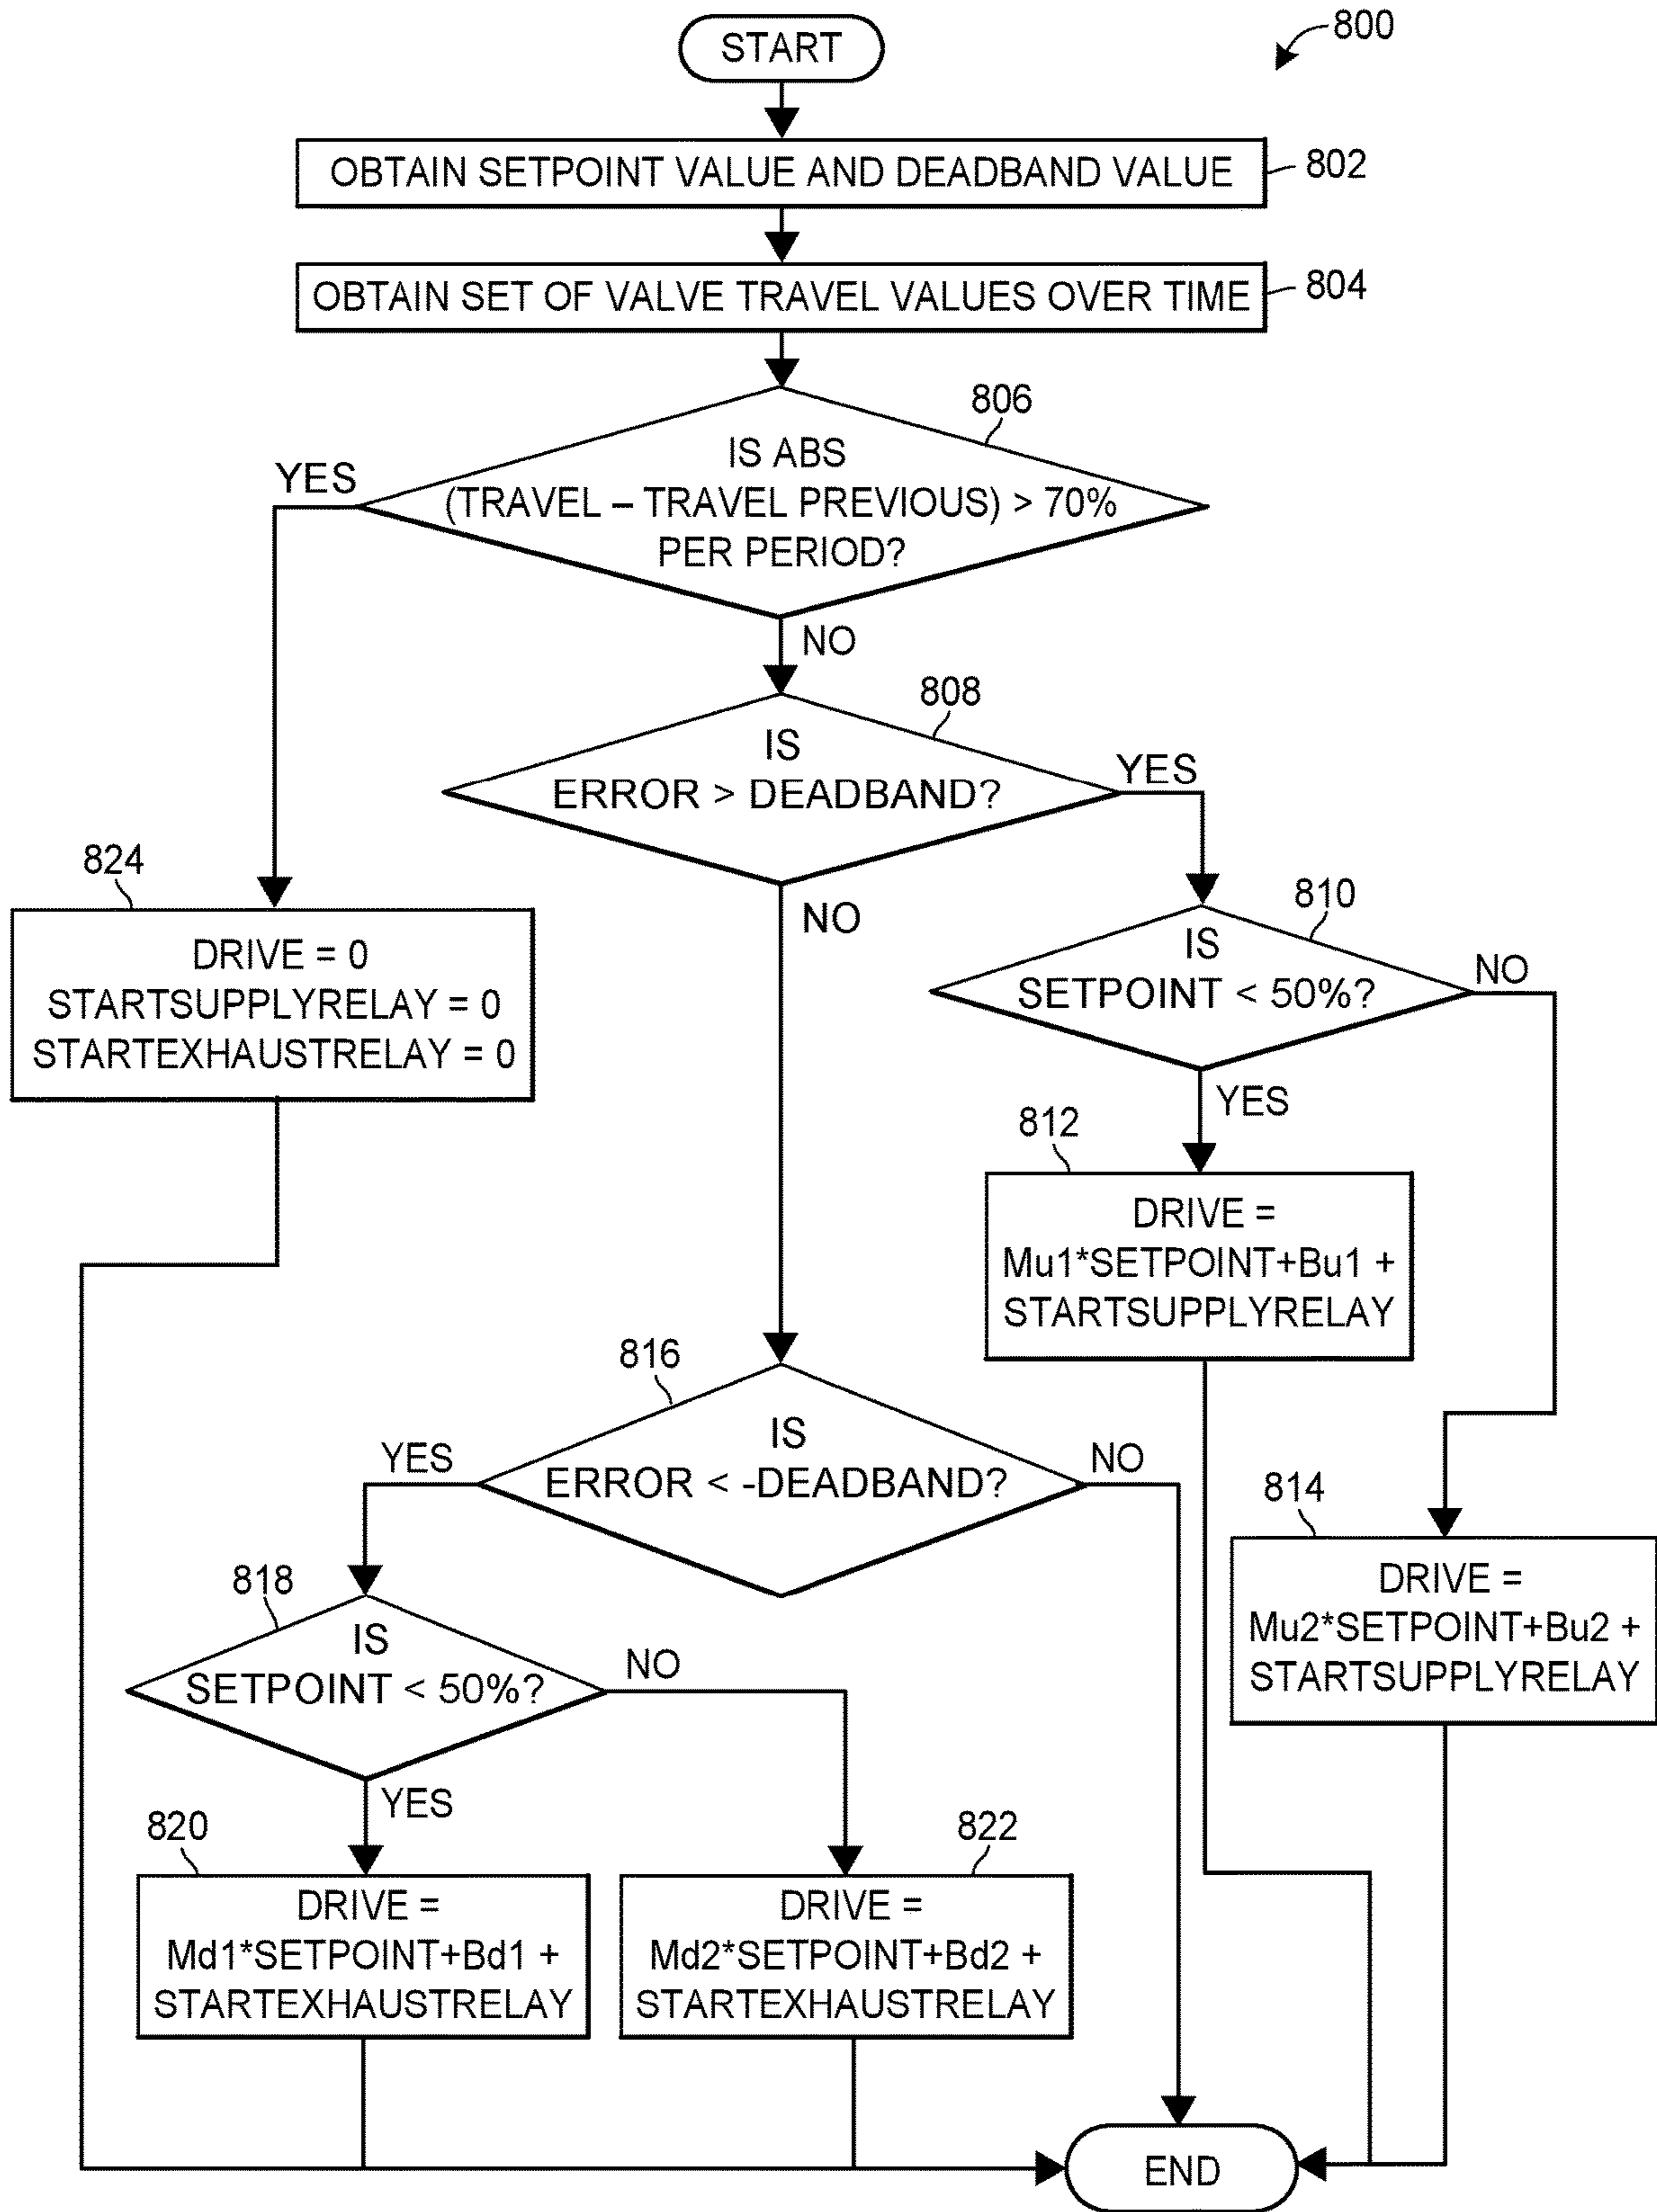 800
START
OBTAIN SETPOINT VALUE AND DEADBAND VALUE
802
OBTAIN SET OF VALVE TRAVEL VALUES OVER TIME
804
806
IS ABS
(TRAVEL – TRAVEL PREVIOUS) > 70%
PER PERIOD?
YES
NO
808
IS
ERROR > DEADBAND?
YES
NO
824
DRIVE = 0
STARTSUPPLYRELAY = 0
STARTEXHAUSTRELAY = 0
810
IS
SETPOINT < 50%?
NO
YES
812
DRIVE =
Mu1*SETPOINT+Bu1 +
STARTSUPPLYRELAY
816
IS
ERROR < -DEADBAND?
YES
NO
814
DRIVE =
Mu2*SETPOINT+Bu2 +
STARTSUPPLYRELAY
818
IS
SETPOINT < 50%?
NO
YES
820
DRIVE =
Md1*SETPOINT+Bd1 +
STARTEXHAUSTRELAY
822
DRIVE =
Md2*SETPOINT+Bd2 +
STARTEXHAUSTRELAY
END